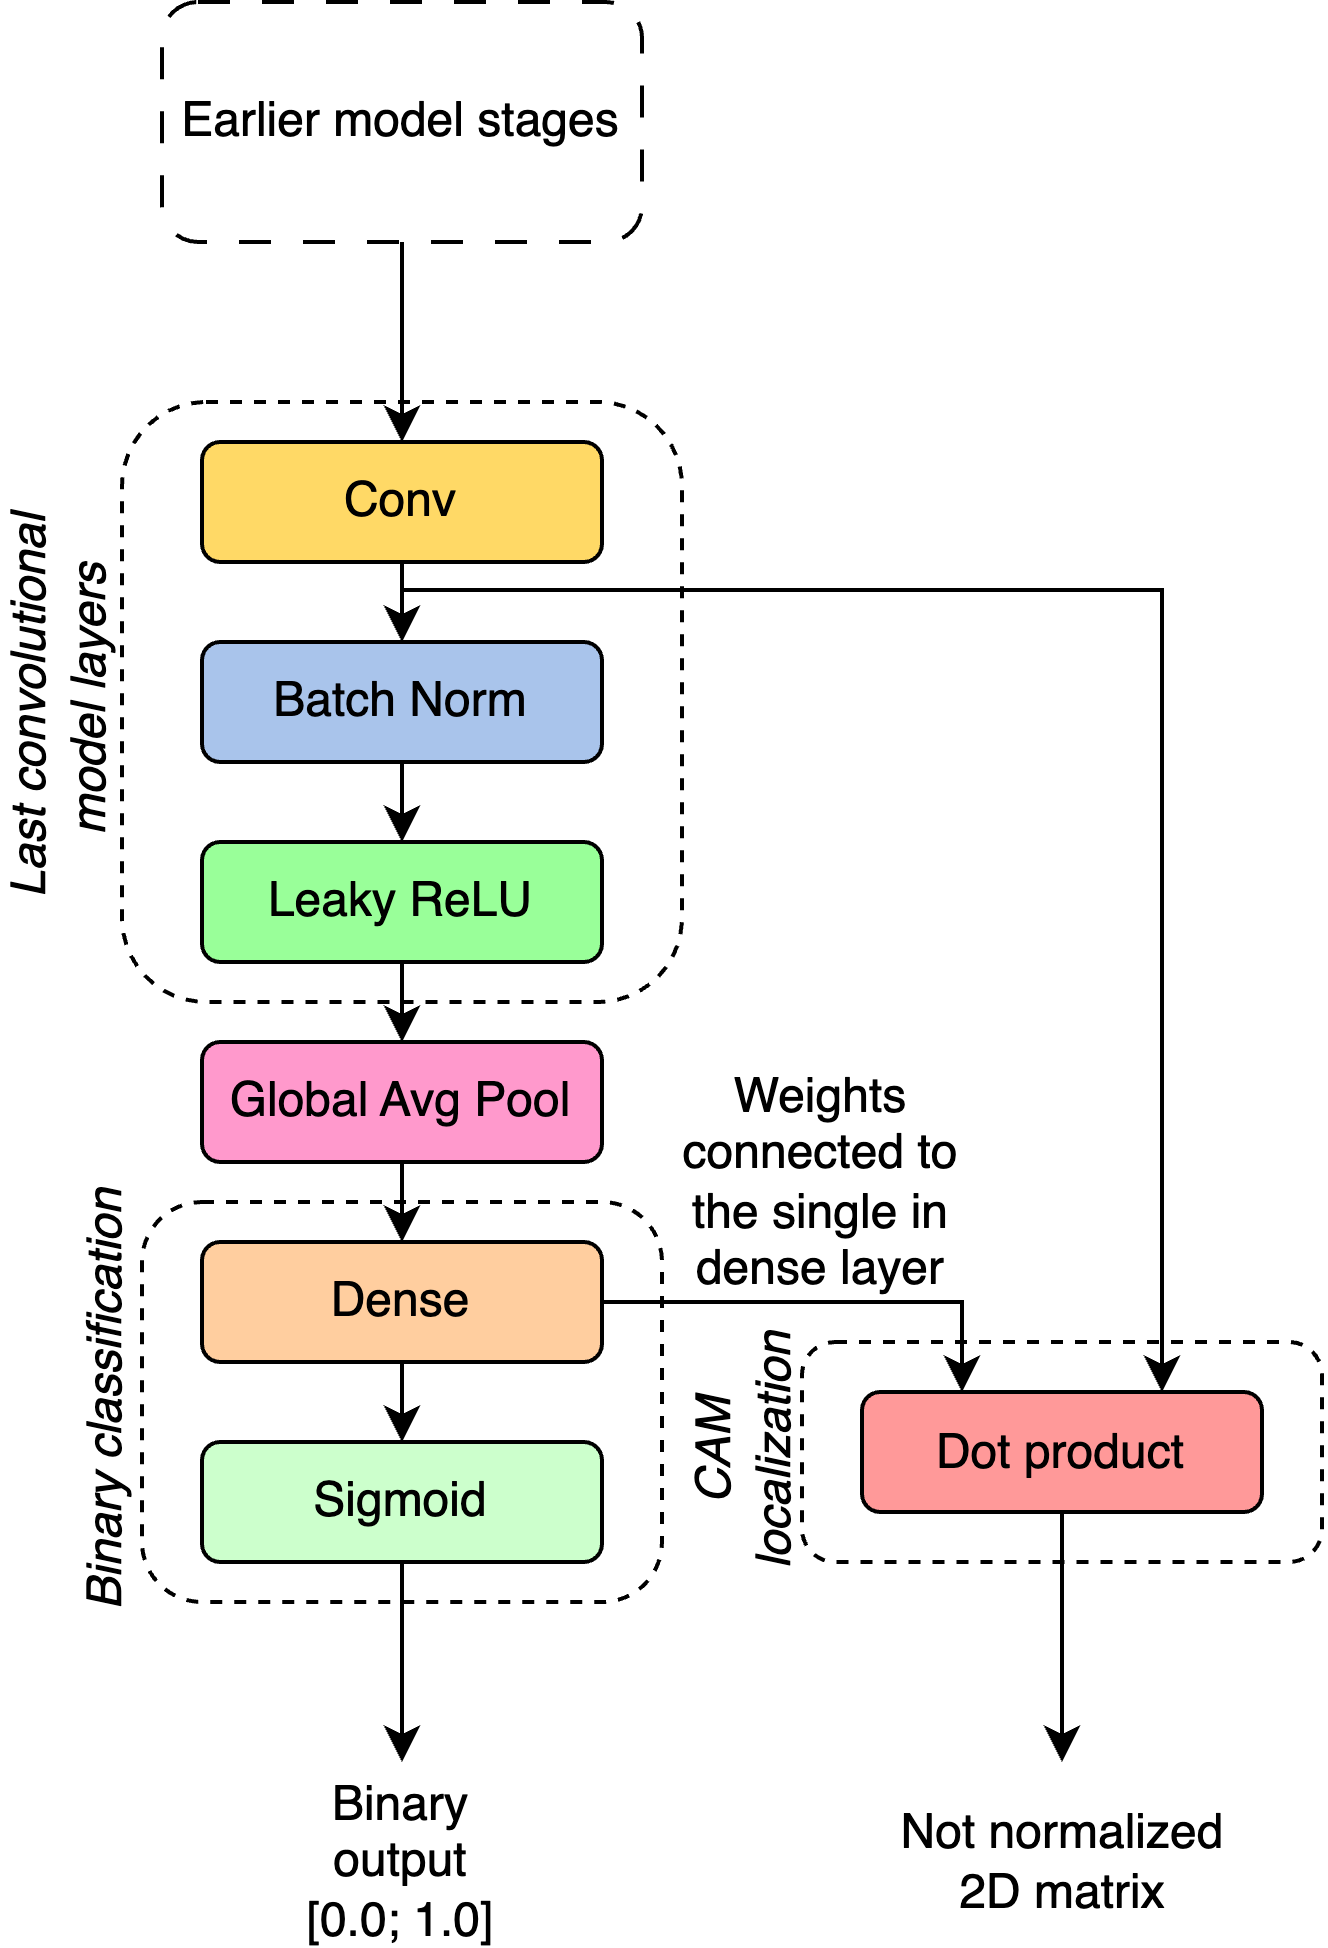 Earlier model stages
Last convolutional
model layers
Conv
Batch Norm
Leaky ReLU
Global Avg Pool
Weights
connected to
the single in
dense layer
Binary classification
Dense
Sigmoid
CAM
localization
Dot product
Binary
output
[0.0; 1.0]
Not normalized
2D matrix